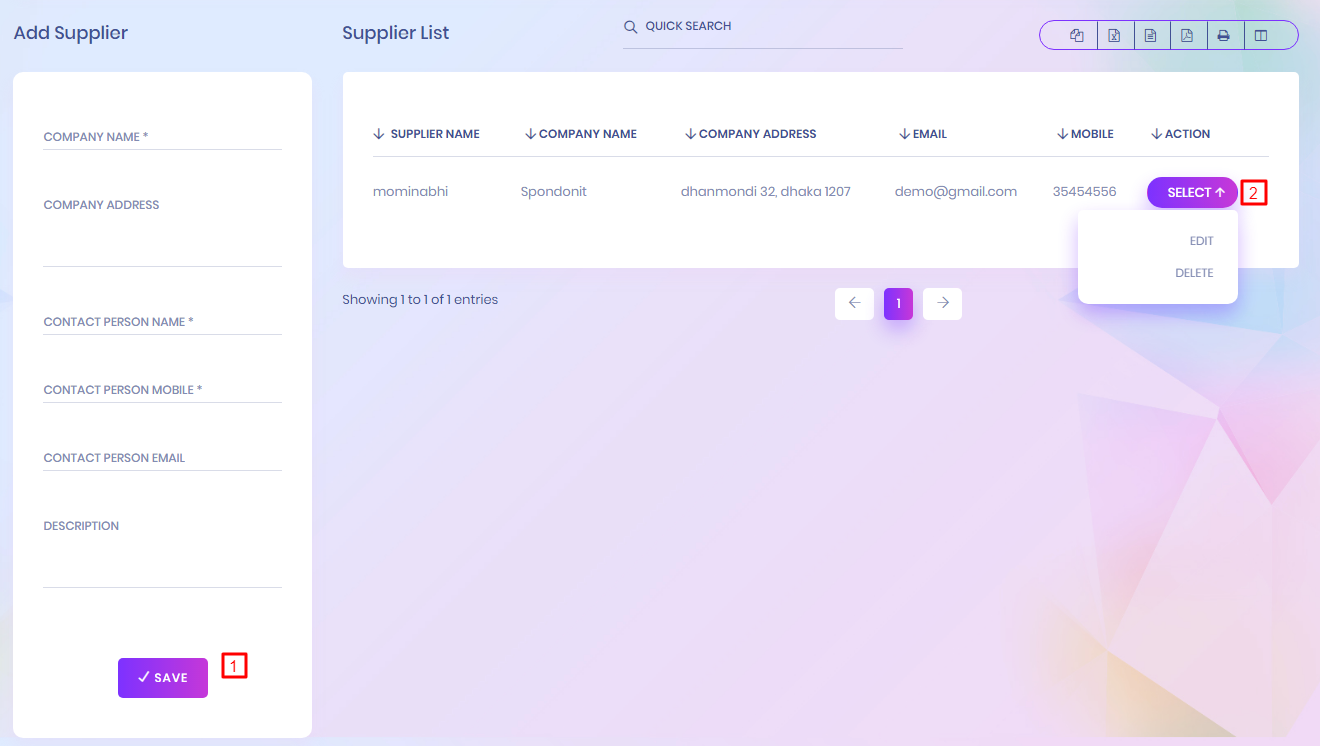 Add Supplier
Supplier List
QUICK SEARCH
COMPANY NAME *
COMPANY ADDRESS
CONTACT PERSON NAME *
CONTACT PERSON MOBILE *
CONTACT PERSON EMAIL
DESCRIPTION
SAVE
1
SUPPLIER NAME COMPANY NAME COMPANY ADDRESS EMAIL MOBILE ACTION
mominabhi Spondonit dhanmondi 32, dhaka 1207 demo@gmail.com 35454556 SELECT 2
EDIT
DELETE
Showing 1 to 1 of 1 entries
1